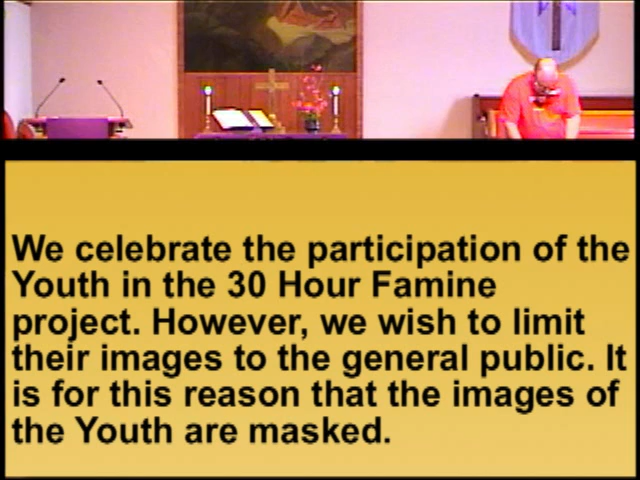 We celebrate the participation of the
Youth in the 30 Hour Famine
project. However, we wish to limit
their images to the general public. It
is for this reason that the images of
the Youth are masked.